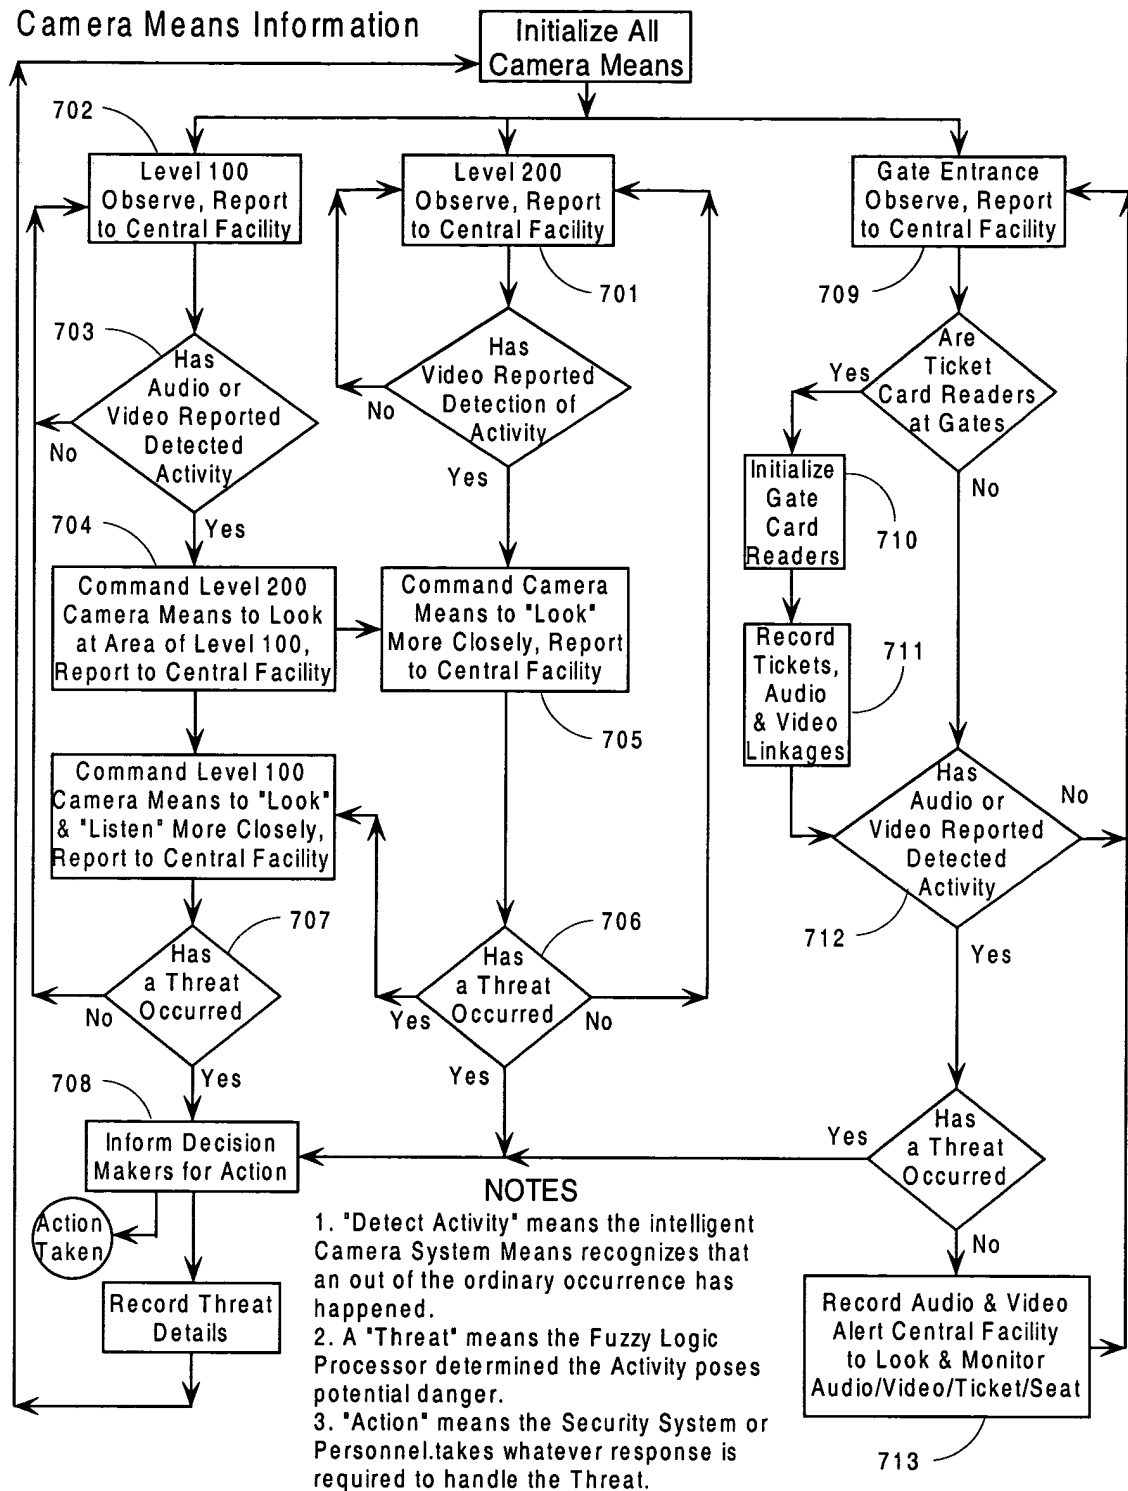 Camera Means Information
Initialize All
Camera Means
702
Level 100
Observe, Report
to Central Facility
Level 200
Observe, Report
to Central Facility
Gate Entrance
Observe, Report
to Central Facility
701
709
703
Has
Audio or
Video Reported
Detected
Activity
No
Yes
Has
Video Reported
Detection of
Activity
No
Yes
Are
Ticket
Card Readers
at Gates
Yes
No
Initialize
Gate
Card
Readers
710
704
Command Level 200
Camera Means to Look
at Area of Level 100,
Report to Central Facility
Command Camera
Means to "Look"
More Closely, Report
to Central Facility
705
Record
Tickets,
Audio
& Video
Linkages
711
Command Level 100
Camera Means to "Look"
& "Listen" More Closely,
Report to Central Facility
Has
Audio or
Video Reported
Detected
Activity
No
712
Yes
707
Has
a Threat
Occurred
No
Yes
706
Has
a Threat
Occurred
Yes
No
Yes
708
Inform Decision
Makers for Action
Action
Taken
Record Threat
Details
Has
a Threat
Occurred
Yes
No
Record Audio & Video
Alert Central Facility
to Look & Monitor
Audio/Video/Ticket/Seat
713
NOTES
1. "Detect Activity" means the intelligent
Camera System Means recognizes that
an out of the ordinary occurrence has
happened.
2. A "Threat" means the Fuzzy Logic
Processor determined the Activity poses
potential danger.
3. "Action" means the Security System or
Personnel.takes whatever response is
required to handle the Threat.